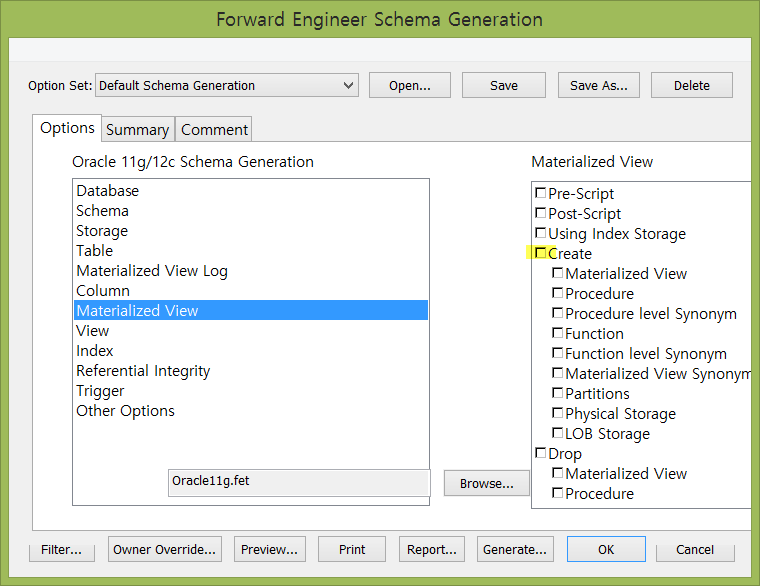 Forward Engineer Schema Generation
Option Set: Default Schema Generation Open... Save Save As... Delete
Options Summary Comment
Oracle 11g/12c Schema Generation
Database
Schema
Storage
Table
Materialized View Log
Column
Materialized View
View
Index
Referential Integrity
Trigger
Other Options
Oracle11g.fet Browse...
Materialized View
Pre-Script
Post-Script
Using Index Storage
Create
Materialized View
Procedure
Procedure level Synonym
Function
Function level Synonym
Materialized View Synonym
Partitions
Physical Storage
LOB Storage
Drop
Materialized View
Procedure
Filter... Owner Override... Preview... Print Report... Generate... OK Cancel